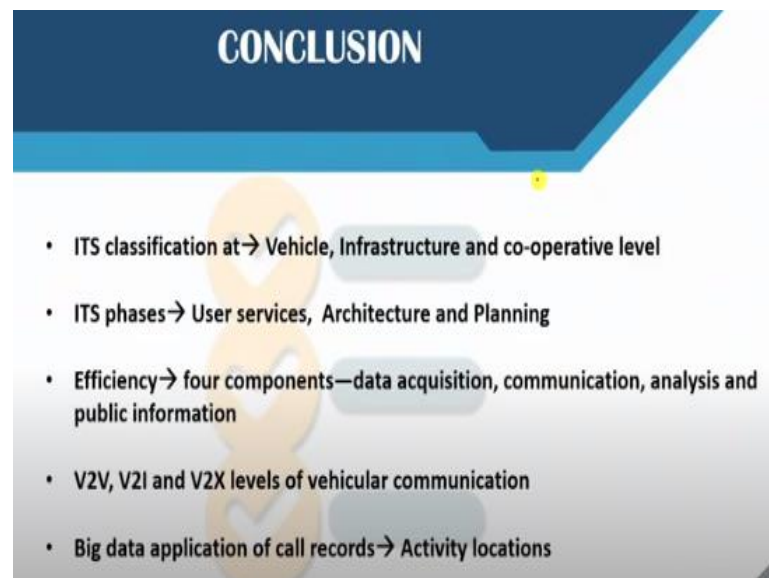 CONCLUSION
• ITS classification at→ Vehicle, Infrastructure and co-operative level
• ITS phases→ User services, Architecture and Planning
• Efficiency→ four components—data acquisition, communication, analysis and
public information
• V2V, V2I and V2X levels of vehicular communication
• Big data application of call records→ Activity locations